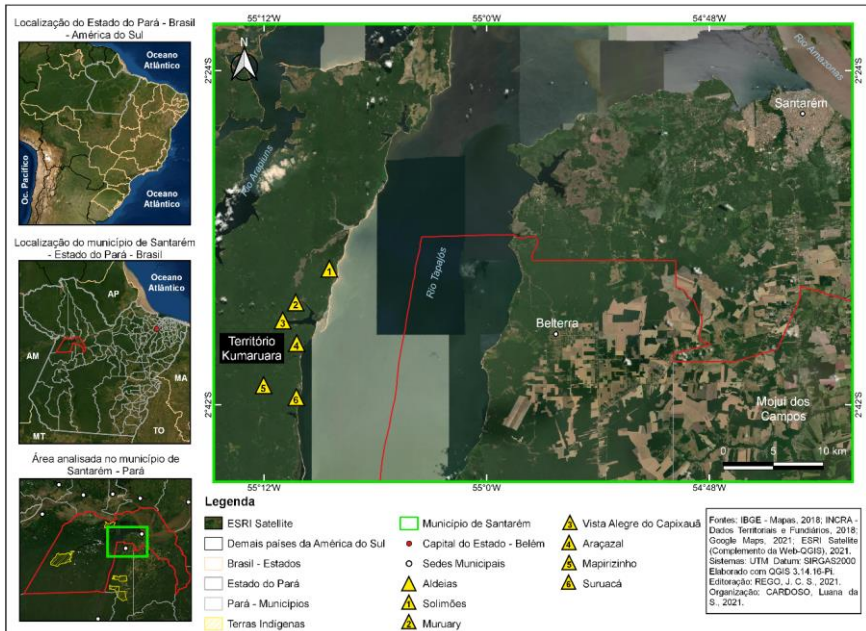 Localização do Estado do Pará - Brasil
- América do Sul
Oceano
Atlântico
Oc. Pacífico
Oceano
Atlântico
Localização do município de Santarém
- Estado do Pará - Brasil
Oceano
Atlântico
AP
AM
MA
MT
TO
Área analisada no município de
Santarém - Pará
55°12'
55°0'
54°48'
2°24'
2°24'
N
Rio Amazonas
Santarém
Rio Arapiuns
Rio Tapajós
1
2
3
4
5
6
Território
Kumaruara
Belterra
Mojuí dos
Campos
2°42'
2°42'
0 5 10 km
55°12'
55°0'
54°48'
Legenda
ESRI Satellite
Demais países da América do Sul
Brasil - Estados
Estado do Pará
Pará - Municípios
Terras Indígenas
Município de Santarém
Capital do Estado - Belém
Sedes Municipais
Aldeias
1 Solimões
2 Muruary
3 Vista Alegre do Capixauã
4 Araçazal
5 Mapirizinho
6 Suruacá
Fontes: IBGE - Mapas, 2018; INCRA -
Dados Territoriais e Fundiários, 2018;
Google Maps, 2021; ESRI Satellite
(Complemento da Web-QGIS), 2021.
Sistemas: UTM Datum: SIRGAS2000
Elaborado com QGIS 3.14.16-Pi.
Editoração: REGO, J. C. S., 2021.
Organização: CARDOSO, Luana da
S., 2021.